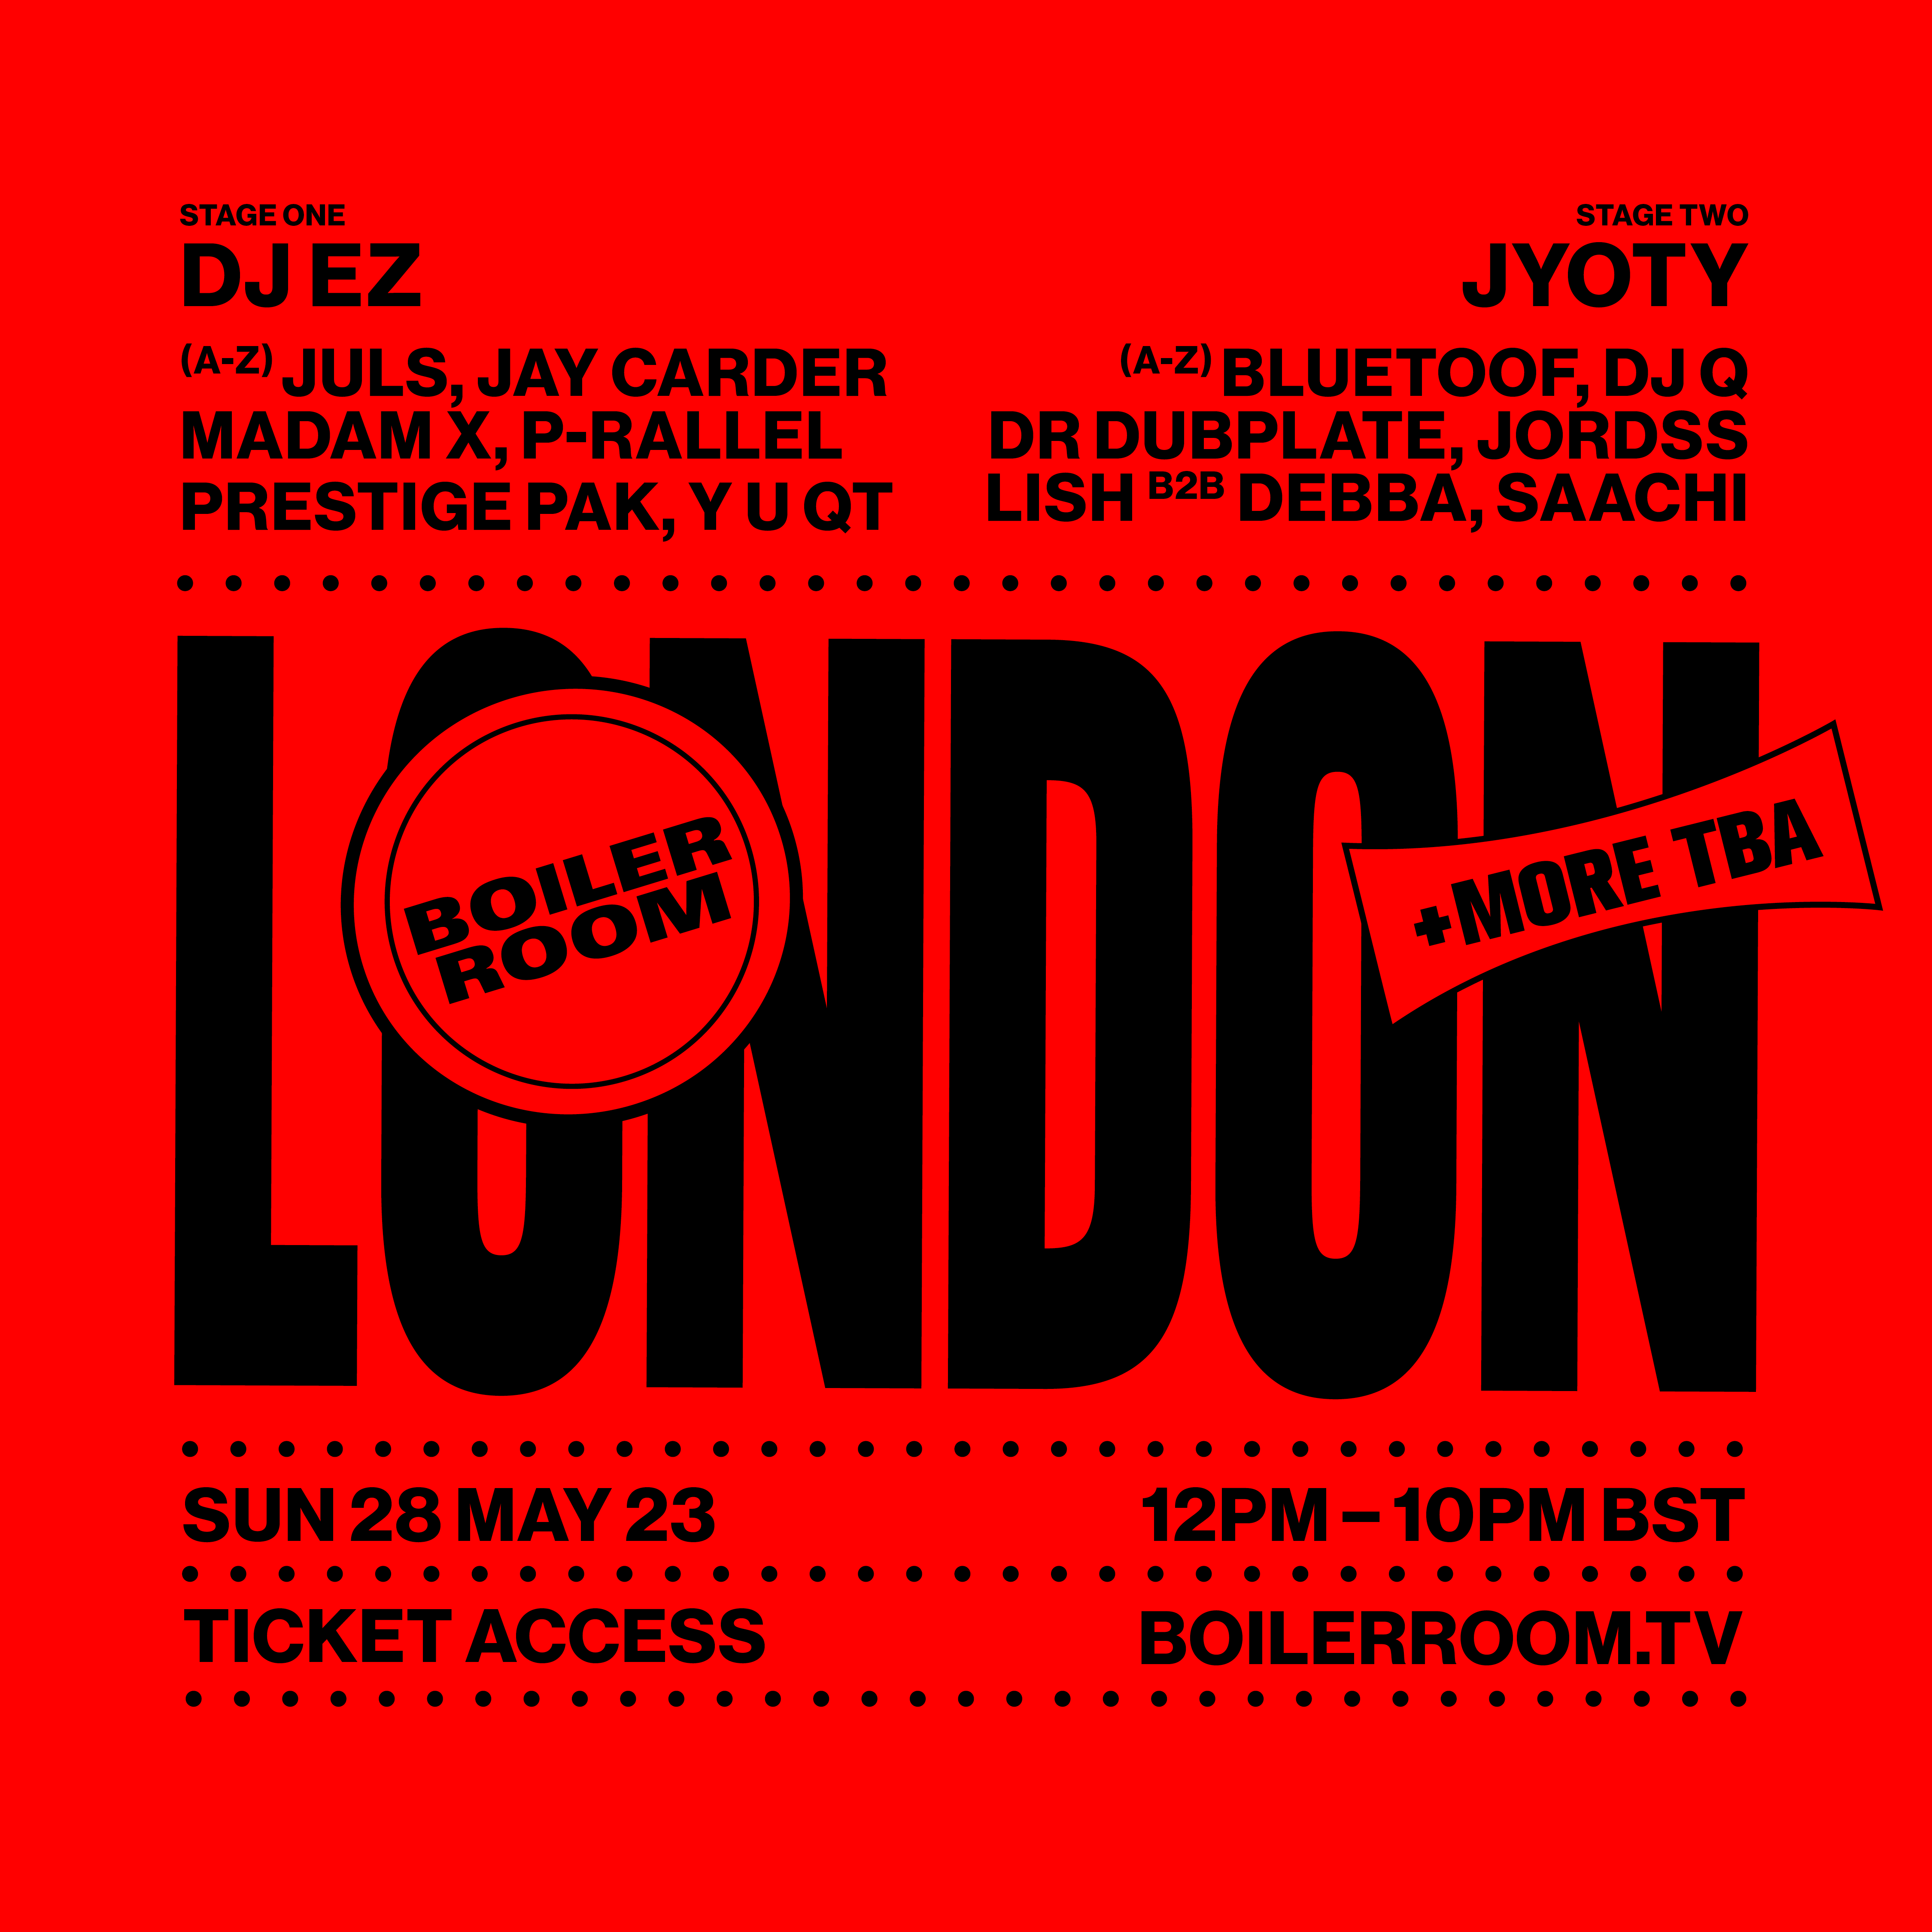 STAGE ONE
DJ EZ
(A-Z) JULS, JAY CARDER
MADAM X, P-RALLEL
PRESTIGE PAK, Y U QT
STAGE TWO
JYOTY
(A-Z) BLUETOOF, DJ Q
DR DUBPLATE, JORDSS
LISH B2B DEBBA, SAACHI
LONDON
BOILER
ROOM
+MORE TBA
SUN 28 MAY 23
12PM – 10PM BST
TICKET ACCESS
BOILERROOM.TV